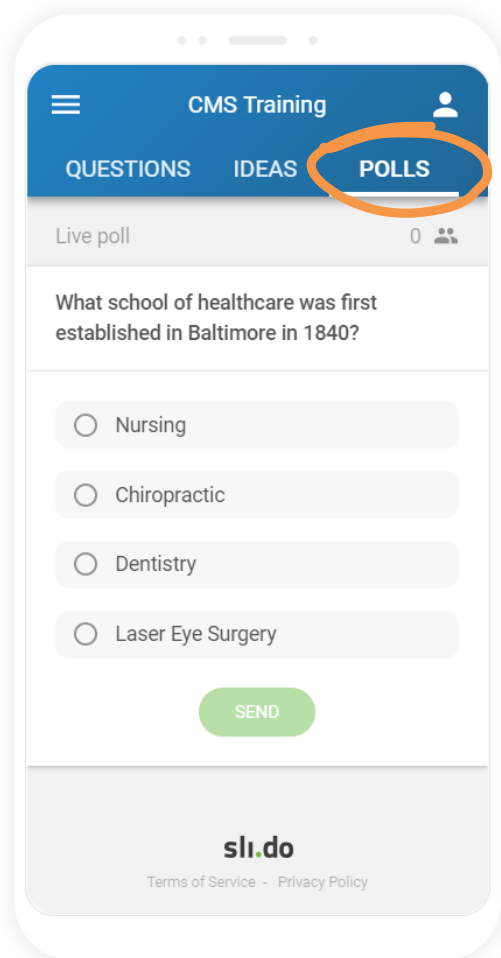 CMS Training
QUESTIONS IDEAS POLLS
Live poll 0
What school of healthcare was first
established in Baltimore in 1840?
Nursing
Chiropractic
Dentistry
Laser Eye Surgery
SEND
sli.do
Terms of Service - Privacy Policy